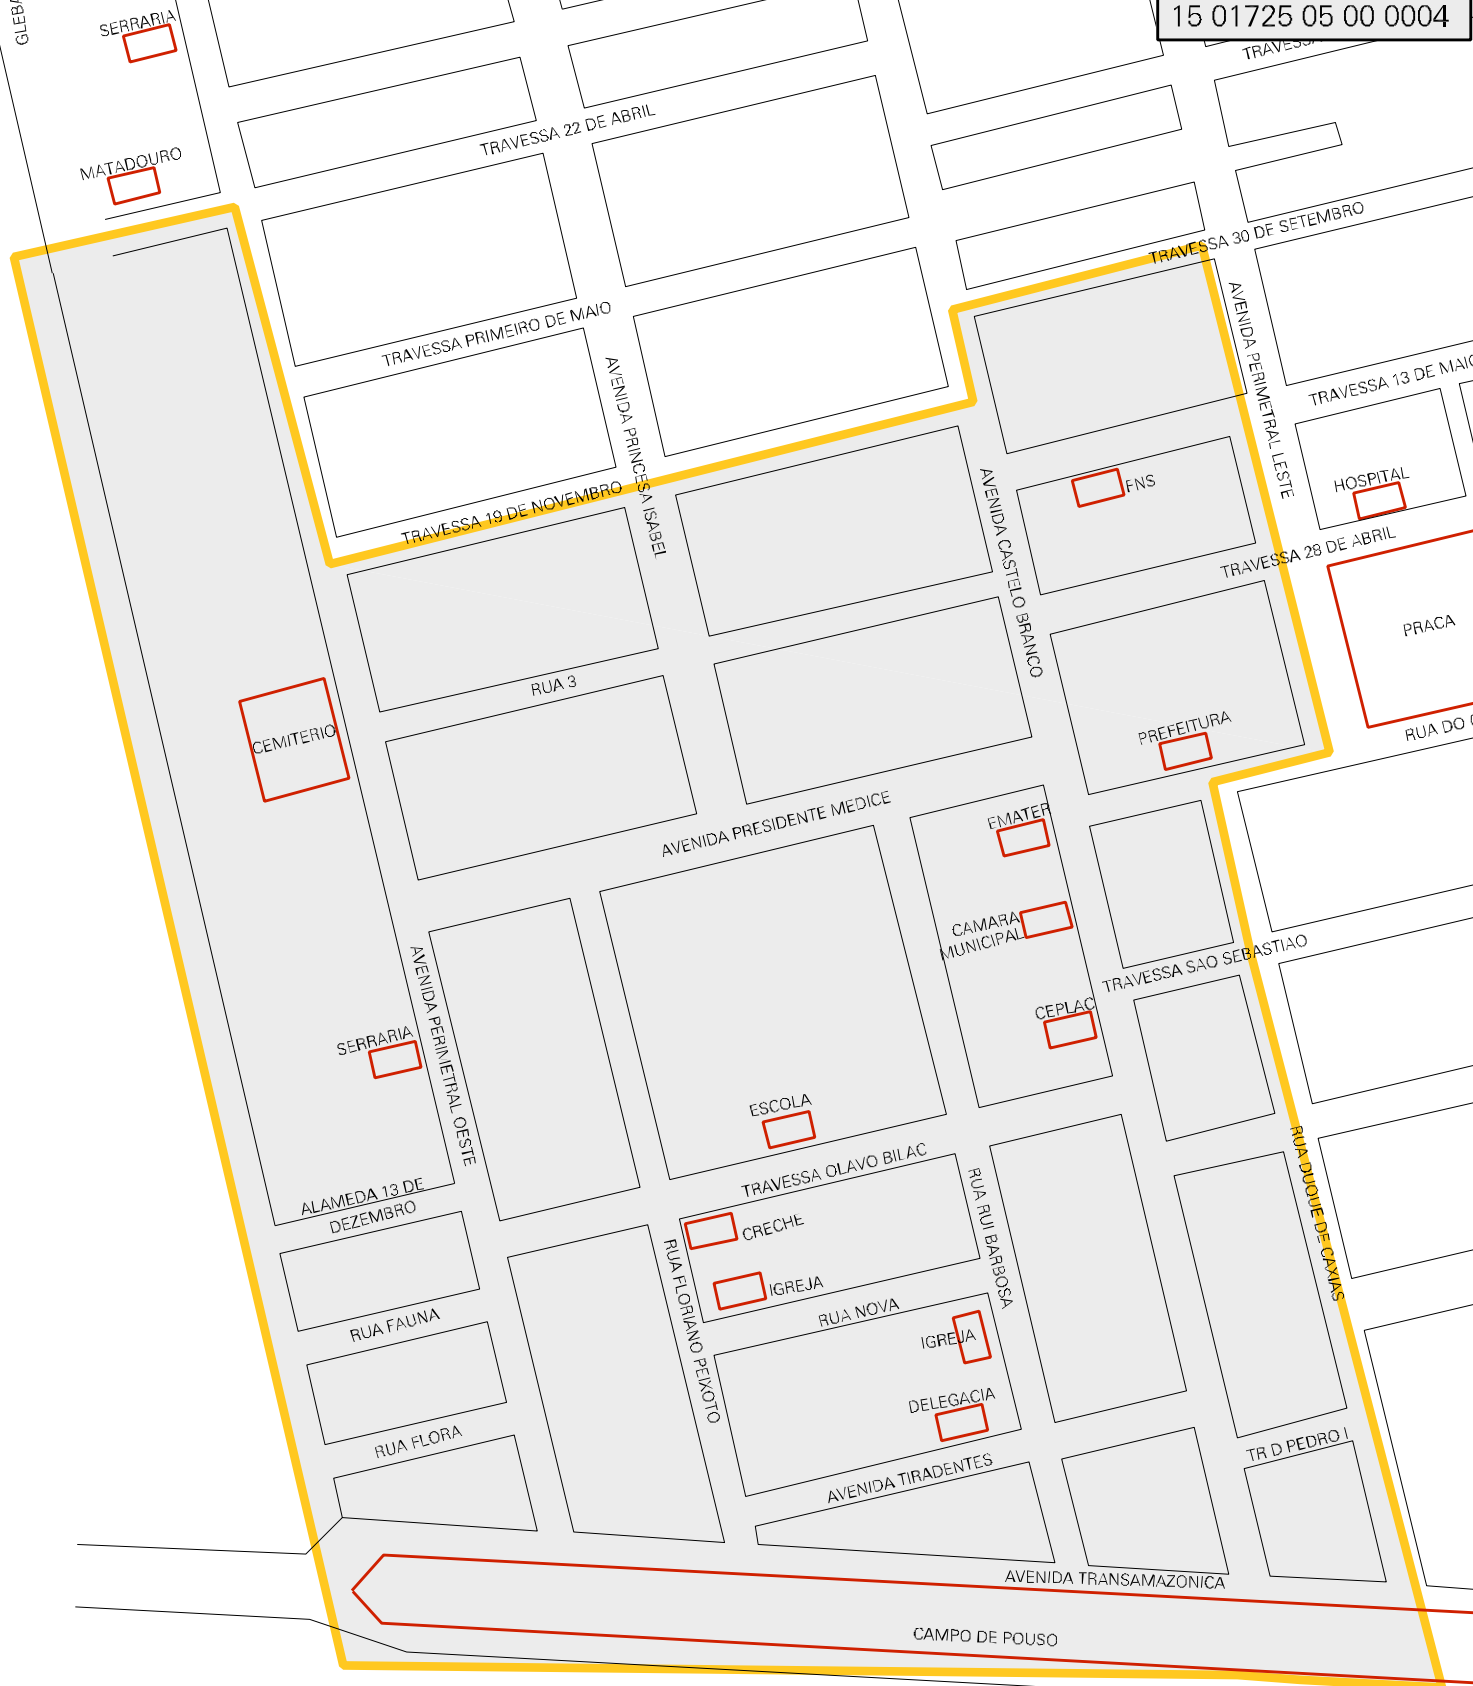 GLEBA
SERRARIA
15 01725 05 00 0004
MATADOURO
TRAVESSA 22 DE ABRIL
TRAVESSA 30 DE SETEMBRO
TRAVESSA PRIMEIRO DE MAIO
AVENIDA PRINCESA ISABEL
AVENIDA PERIMETRAL LESTE
TRAVESSA 13 DE MAIO
HOSPITAL
FNS
TRAVESSA 19 DE NOVEMBRO
AVENIDA CASTELO BRANCO
TRAVESSA 28 DE ABRIL
PRACA
RUA 3
CEMITERIO
PREFEITURA
RUA DO
AVENIDA PRESIDENTE MEDICE
EMATER
CAMARA
MUNICIPAL
TRAVESSA SAO SEBASTIAO
CEPLAC
AVENIDA PERIMETRAL OESTE
SERRARIA
ESCOLA
TRAVESSA OLAVO BILAC
ALAMEDA 13 DE
DEZEMBRO
CRECHE
IGREJA
RUA RUI BARBOSA
RUA DUQUE DE CAXIAS
RUA FLORIANO PEIXOTO
RUA NOVA
RUA FAUNA
IGREJA
DELEGACIA
RUA FLORA
AVENIDA TIRADENTES
TR D PEDRO I
AVENIDA TRANSAMAZONICA
CAMPO DE POUSO